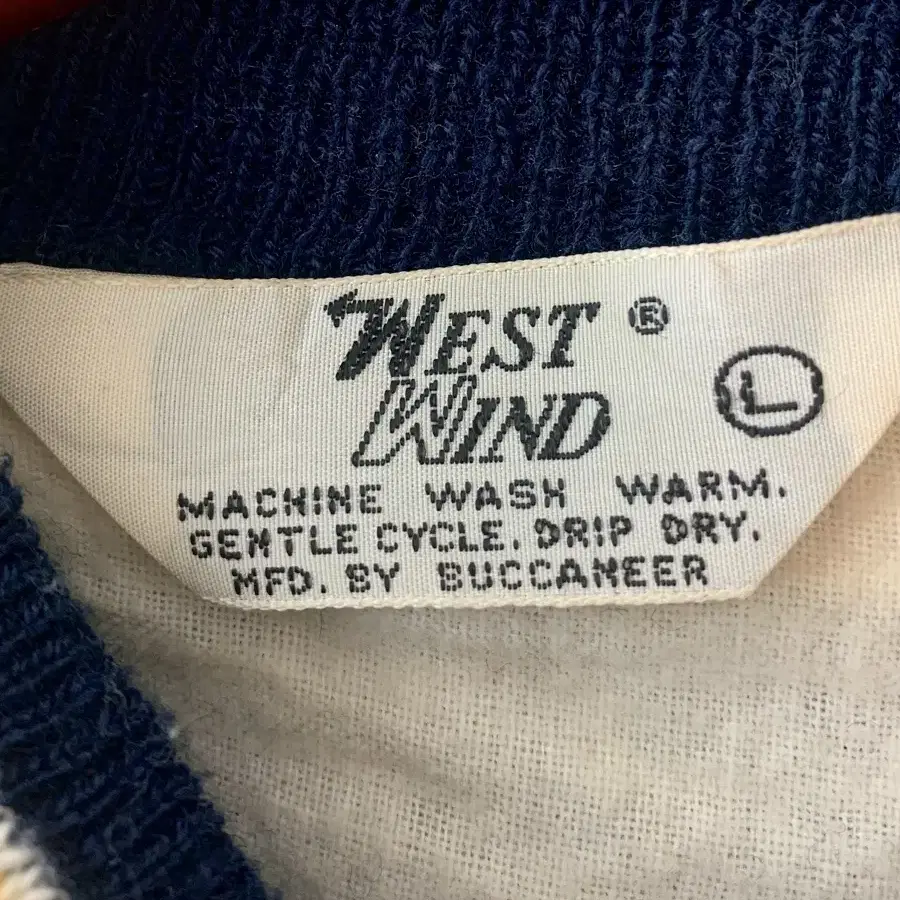 WEST ®
WIND
L
MACHINE WASH WARM.
GENTLE CYCLE. DRIP DRY.
MFD. BY BUCCANEER